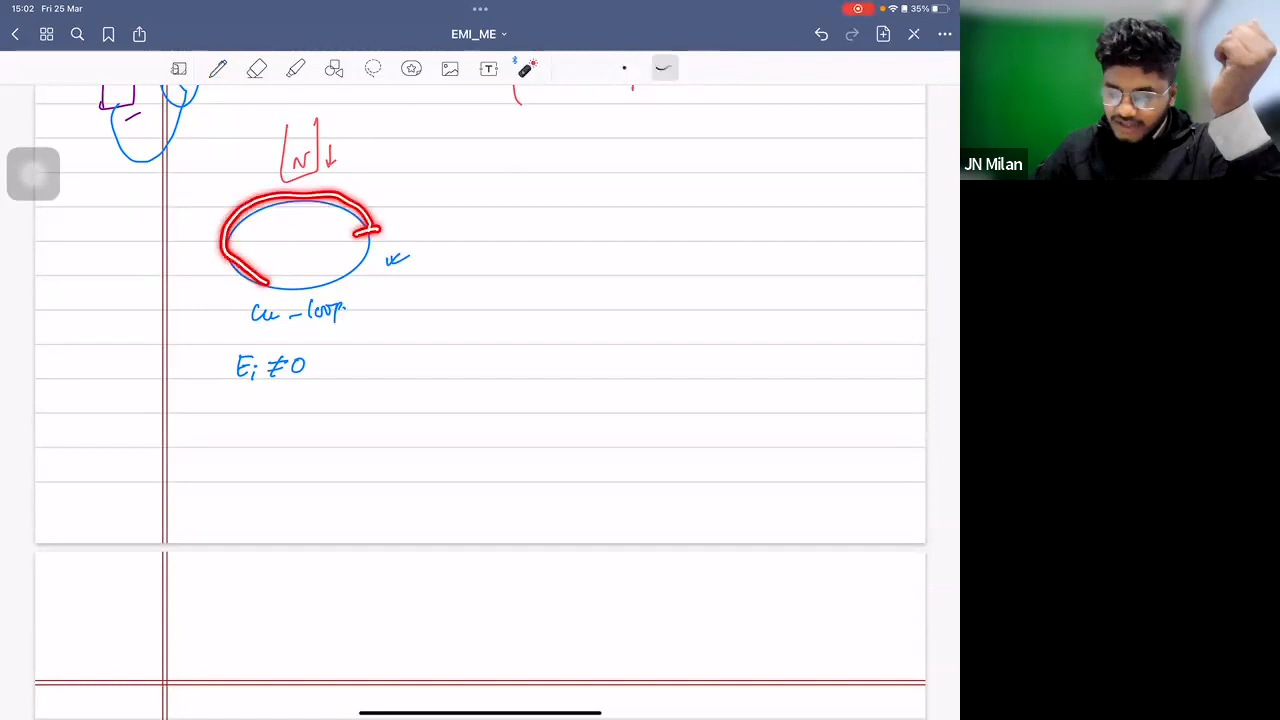 15:02 Fri 25 Mar
35%
EMI_ME
T
JN Milan
N
Cu - loop.
Ei ≠ 0